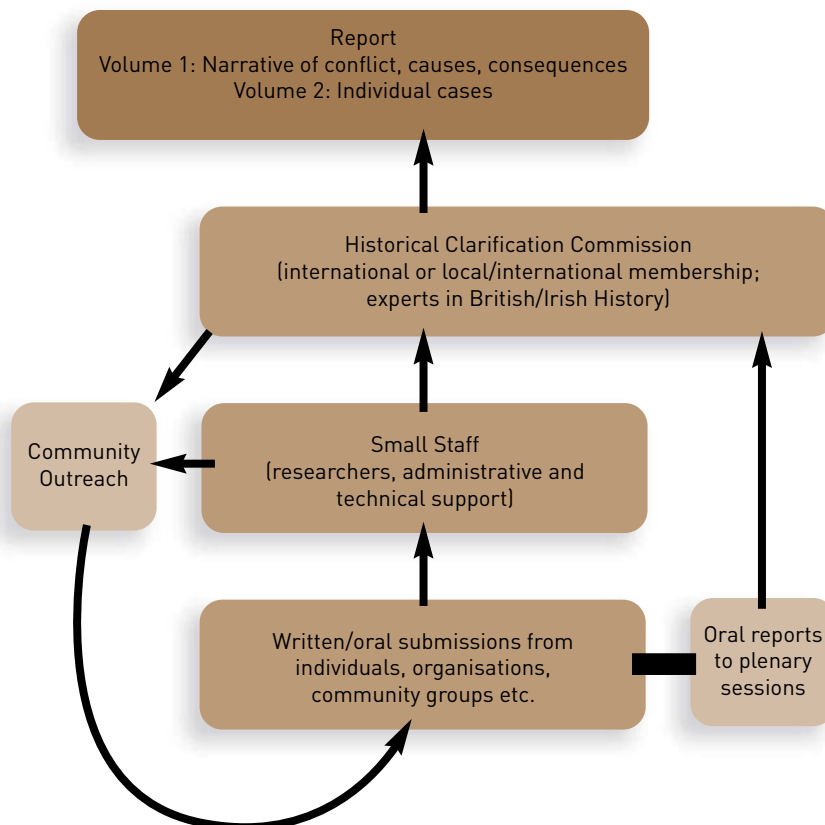 Report
Volume 1: Narrative of conflict, causes, consequences
Volume 2: Individual cases
Historical Clarification Commission
(international or local/international membership;
experts in British/Irish History)
Community
Outreach
Small Staff
(researchers, administrative and
technical support)
Written/oral submissions from
individuals, organisations,
community groups etc.
Oral reports
to plenary
sessions